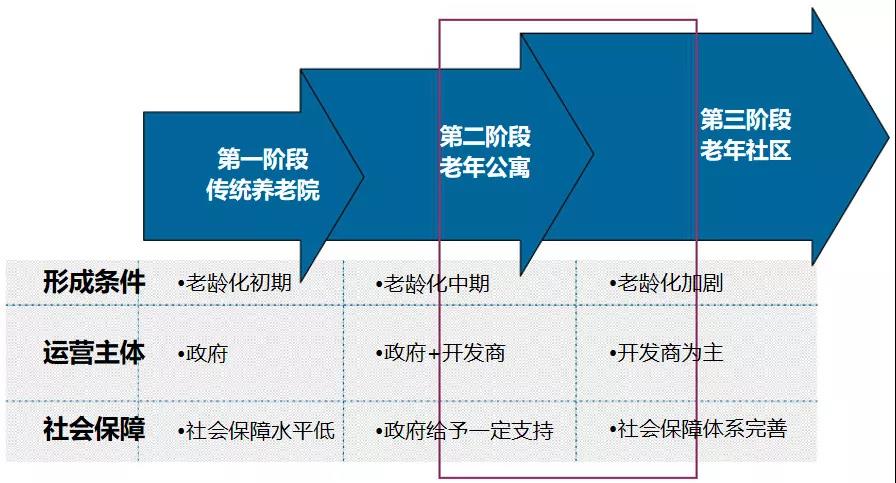 第一阶段
传统养老院
第二阶段
老年公寓
第三阶段
老年社区
形成条件 •老龄化初期 •老龄化中期 •老龄化加剧
运营主体 •政府 •政府+开发商 •开发商为主
社会保障 •社会保障水平低 •政府给予一定支持 •社会保障体系完善